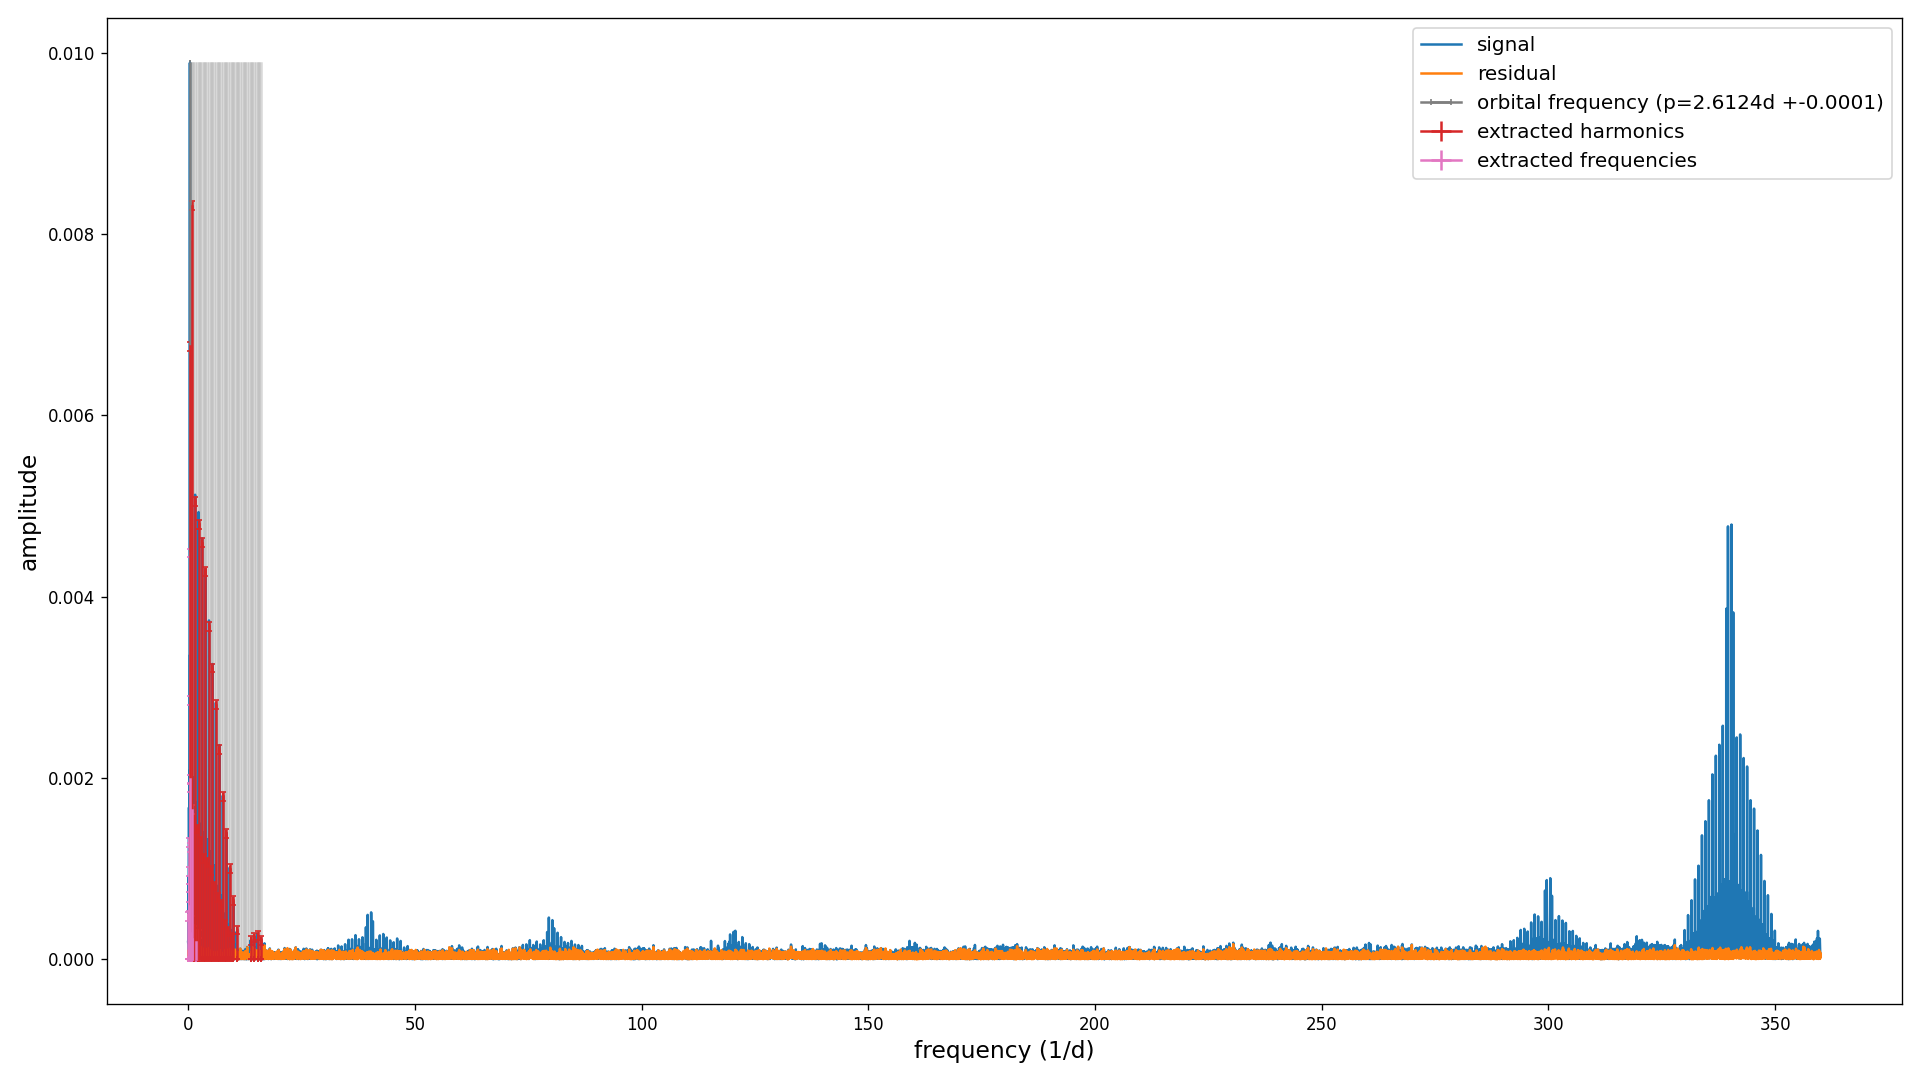 signal
residual
orbital frequency (p=2.6124d +-0.0001)
extracted harmonics
extracted frequencies
amplitude
0.010
0.008
0.006
0.004
0.002
0.000
0 50 100 150 200 250 300 350
frequency (1/d)